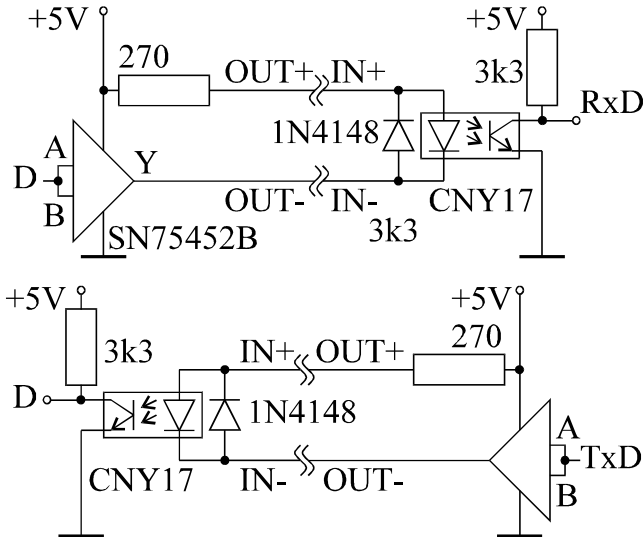 +5V
270
OUT+ IN+
3k3
RxD
1N4148
A
D
Y
B
OUT- IN-
CNY17
3k3
SN75452B
+5V
+5V
+5V
270
IN+ OUT+
3k3
D
1N4148
A
TxD
CNY17
IN- OUT-
B